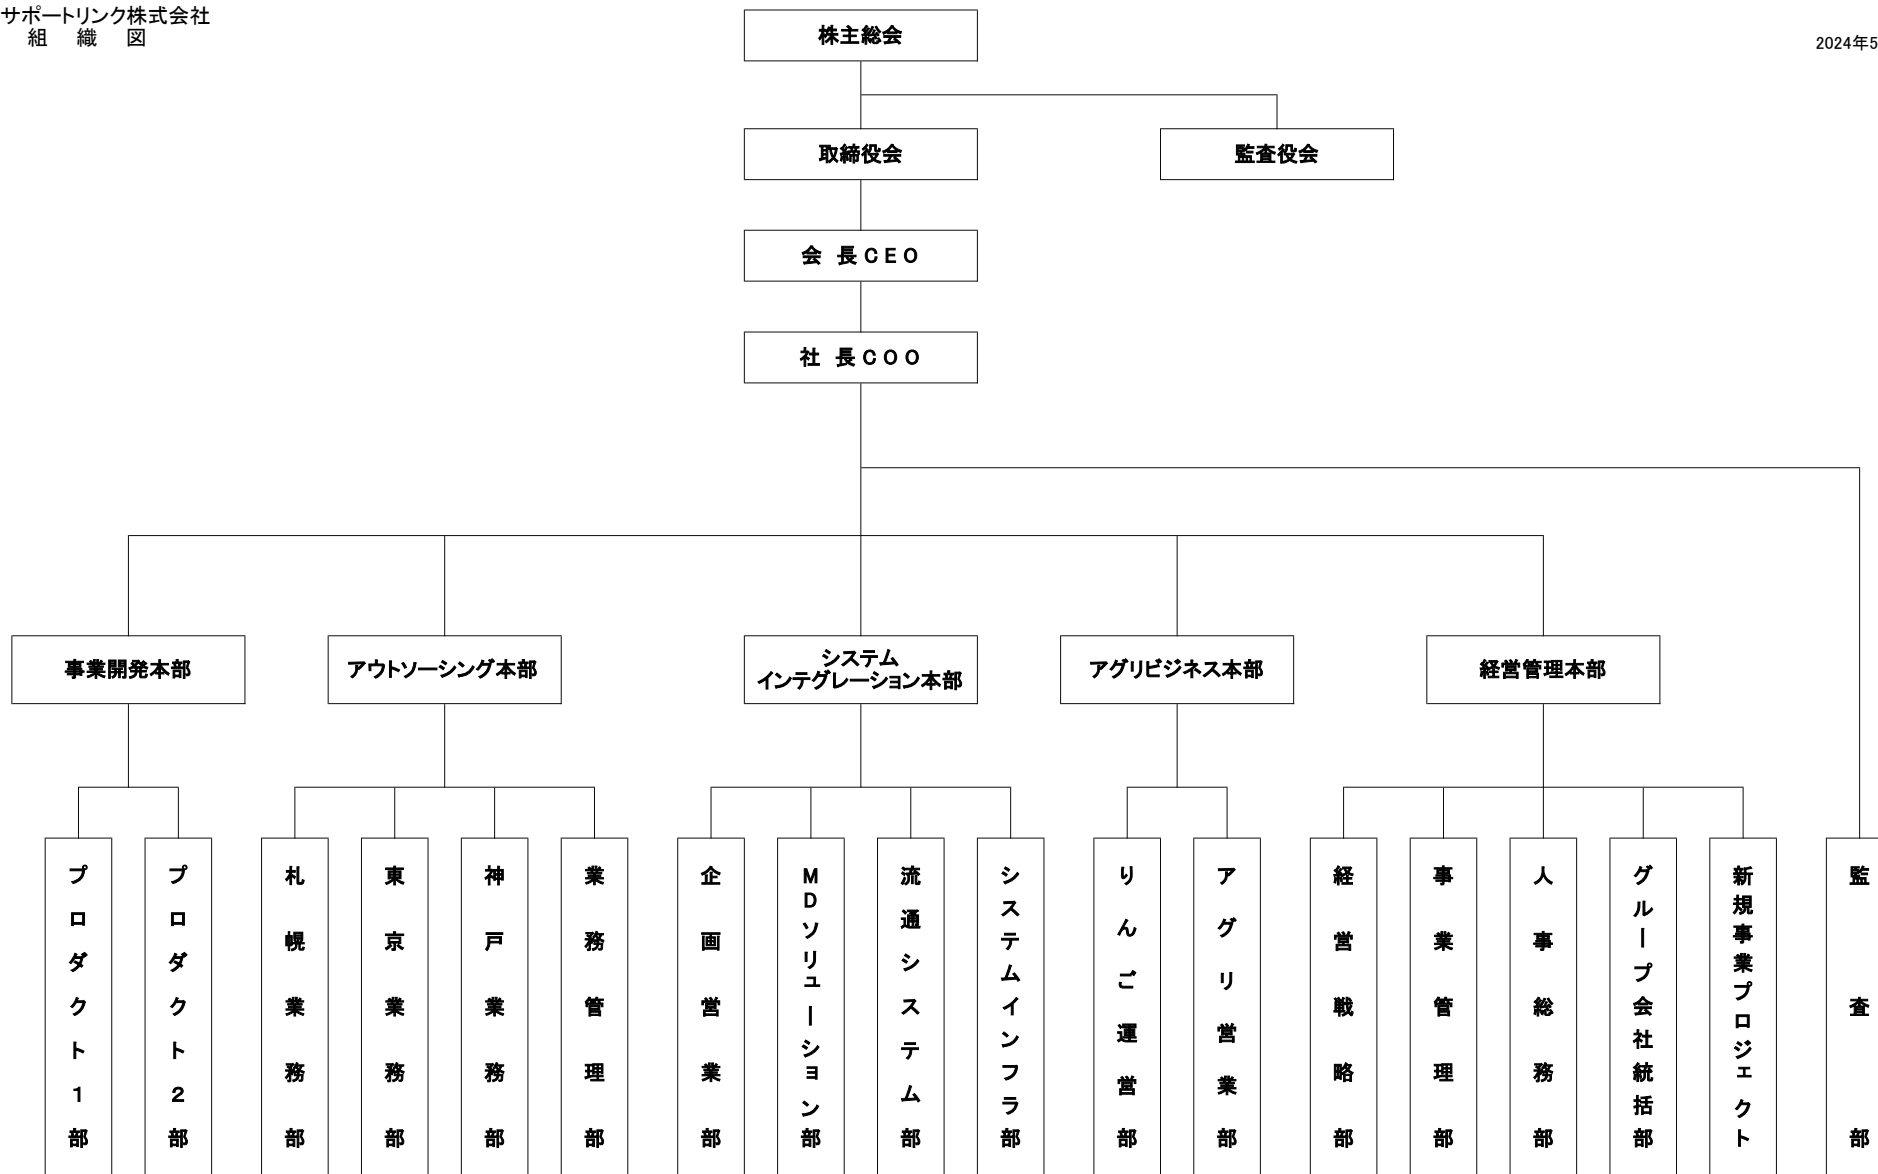 サポートリンク株式会社
組 織 図
2024年5
株主総会
取締役会
監査役会
会 長CEO
社 長COO
事業開発本部
アウトソーシング本部
システム
インテグレーション本部
アグリビジネス本部
経営管理本部
プロダクト1部
プロダクト2部
札幌業務部
東京業務部
神戸業務部
業務管理部
企画営業部
MDソリューション部
流通システム部
システムインフラ部
りんご運営部
アグリ営業部
経営戦略部
事業管理部
人事総務部
グループ会社統括部
新規事業プロジェクト
監査部